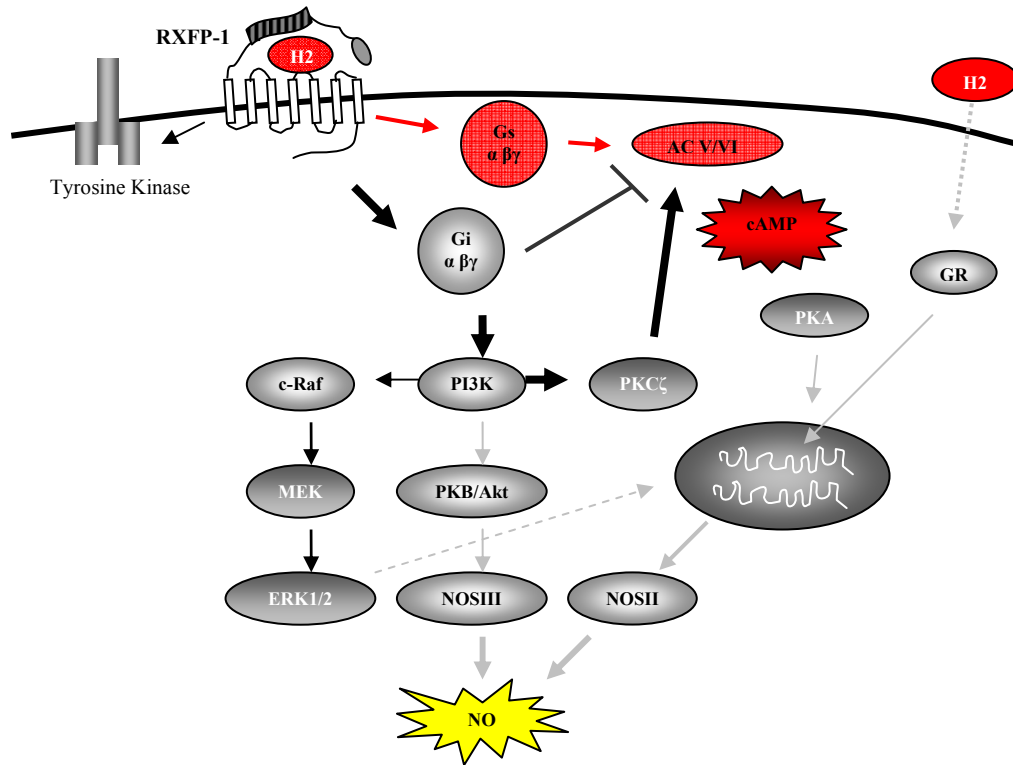 RXFP-1
H2
H2
Gs
α βγ
AC V/VI
Tyrosine Kinase
cAMP
Gi
α βγ
GR
PKA
c-Raf
PI3K
PKCζ
MEK
PKB/Akt
ERK1/2
NOSIII
NOSII
NO